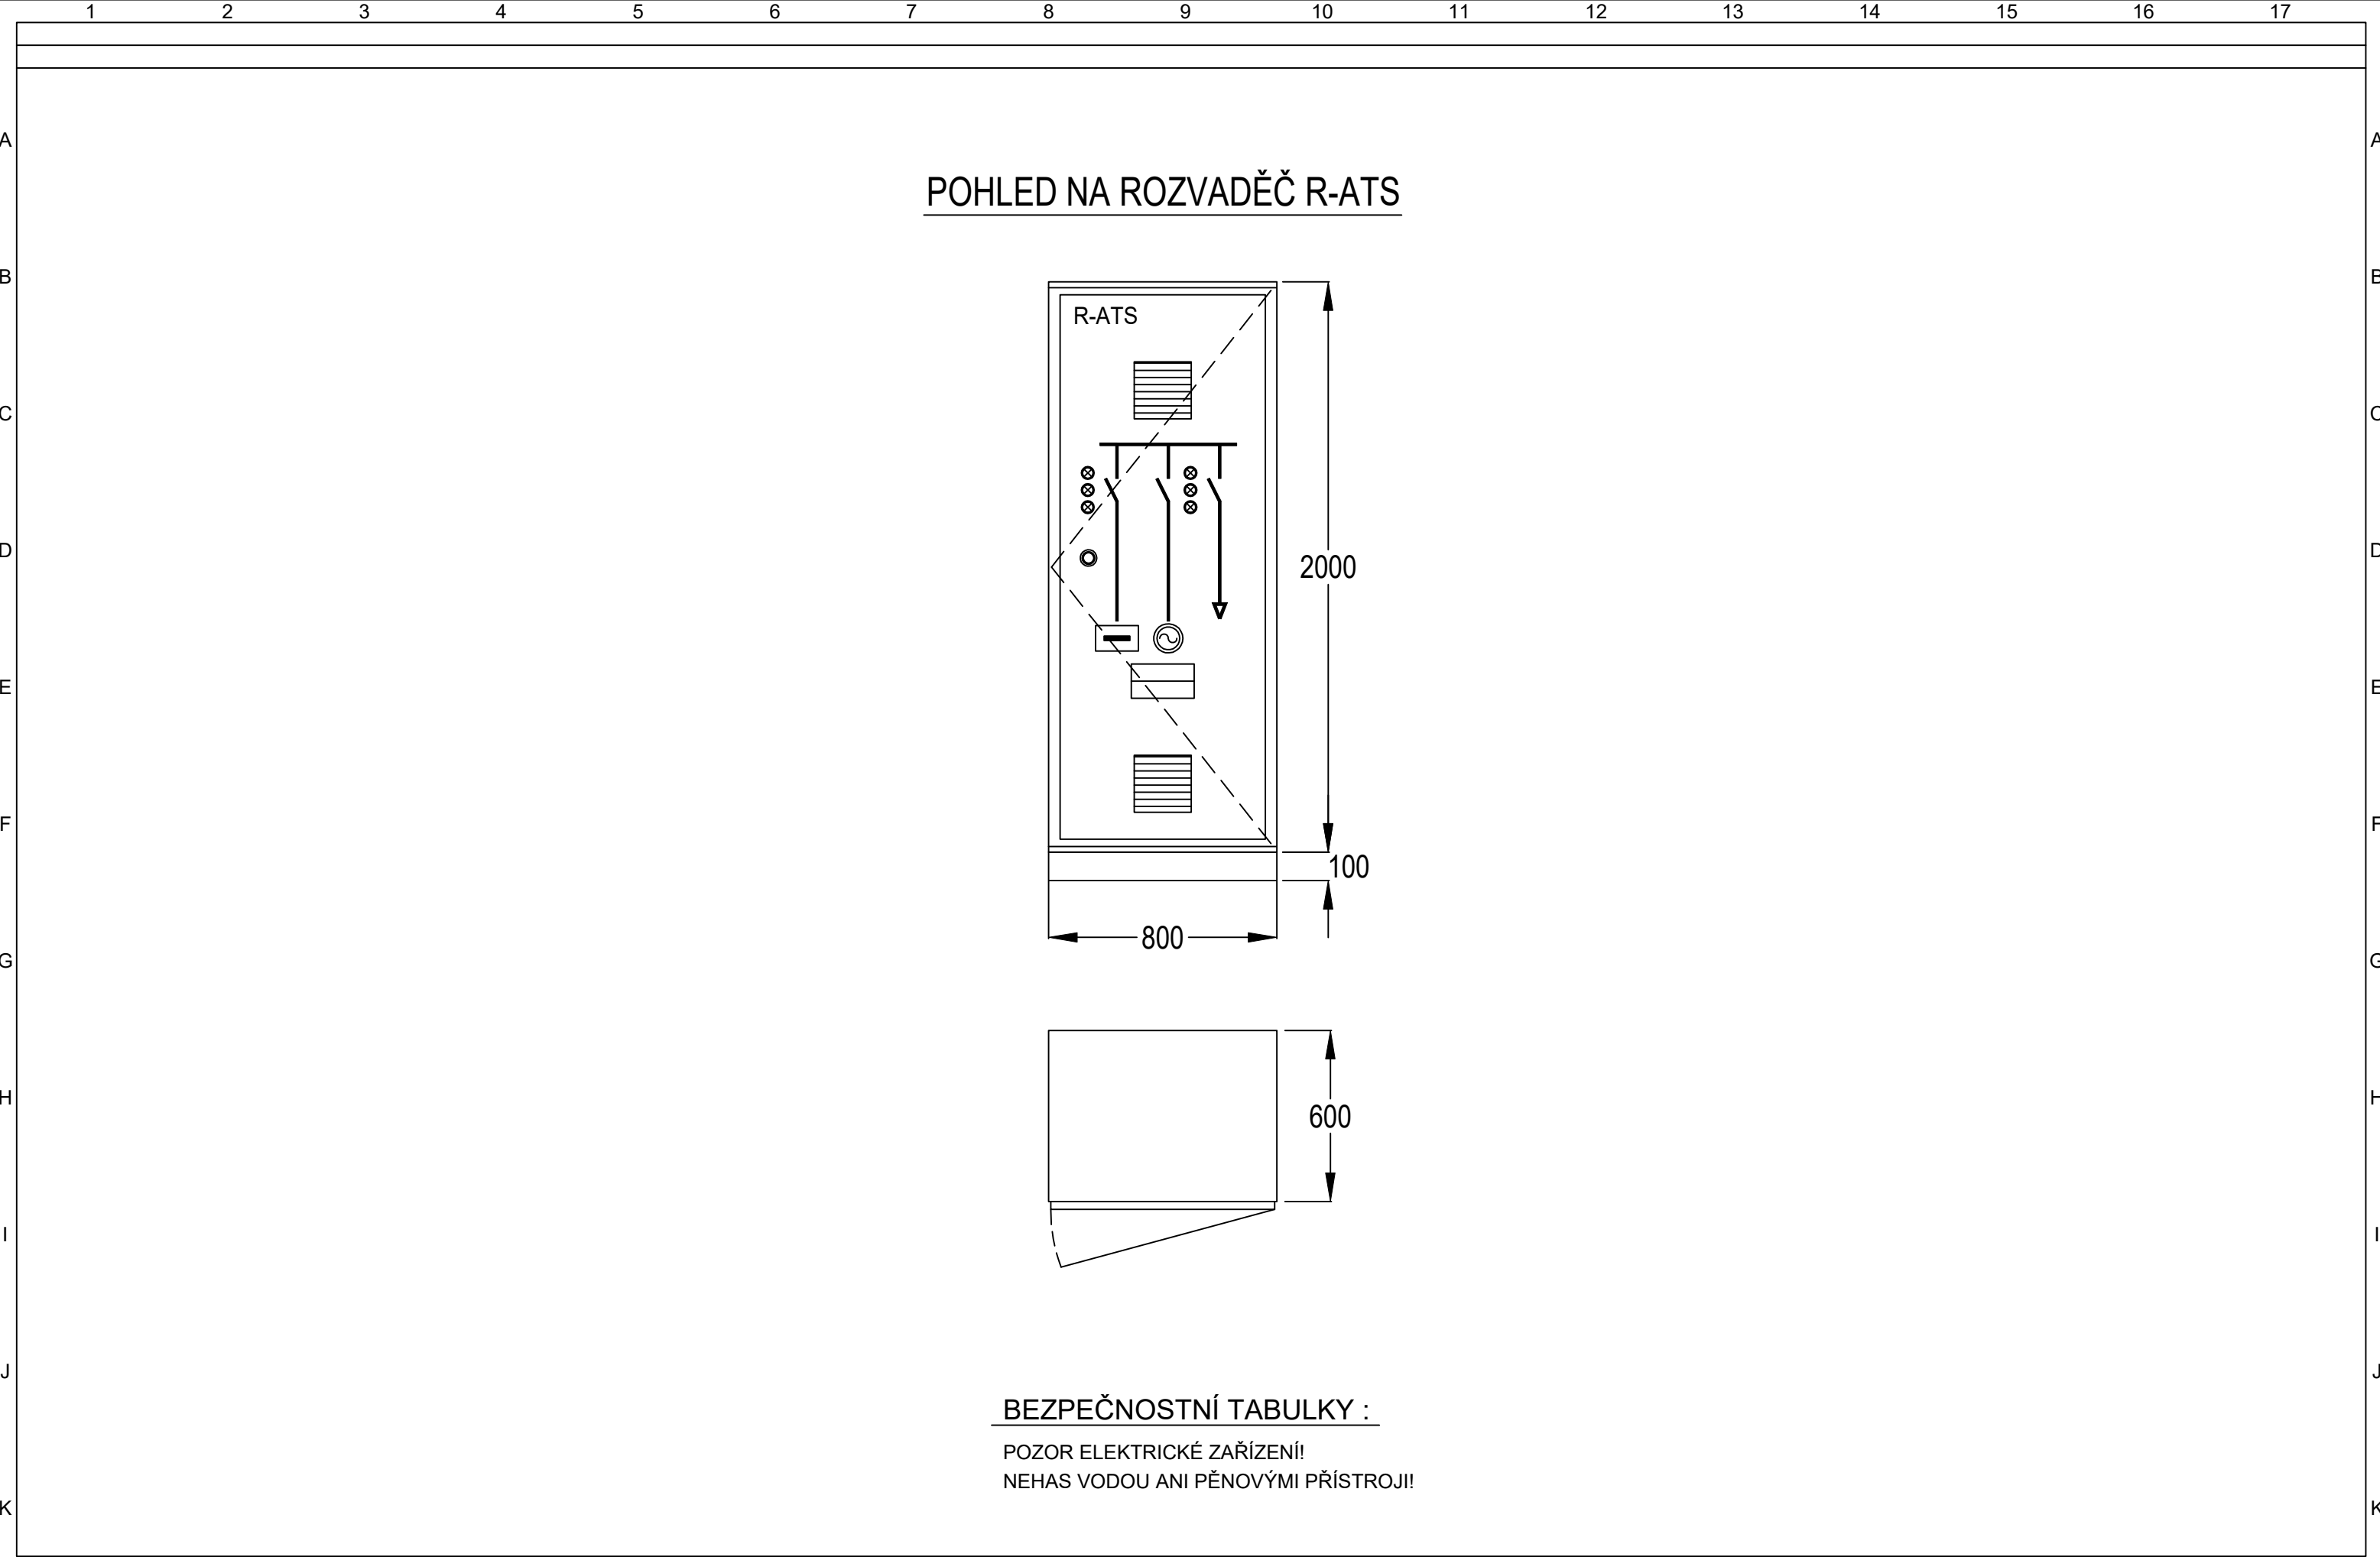 1 2 3 4 5 6 7 8 9 10 11 12 13 14 15 16 17
A A
POHLED NA ROZVADĚČ R-ATS
B B
R-ATS
C C
D D
2000
E E
F F
100
800
G G
H H
600
I I
J J
BEZPEČNOSTNÍ TABULKY :
POZOR ELEKTRICKÉ ZAŘÍZENÍ!
NEHAS VODOU ANI PĚNOVÝMI PŘÍSTROJI!
K K